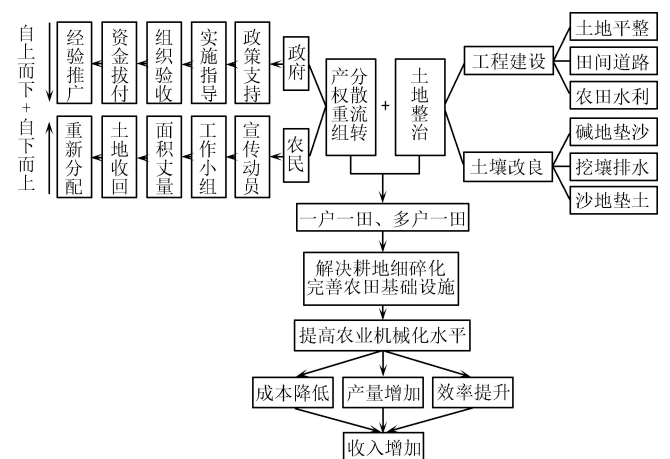 自上而下+自下而上
经验推广
资金拔付
组织验收
实施指导
政策支持
政府
重新分配
土地收回
面积丈量
工作小组
宣传动员
农民
产权重组
分散流转
+
土地整治
工程建设
土地平整
田间道路
农田水利
土壤改良
碱地垫沙
挖壤排水
沙地垫土
一户一田、多户一田
解决耕地细碎化
完善农田基础设施
提高农业机械化水平
成本降低
产量增加
效率提升
收入增加